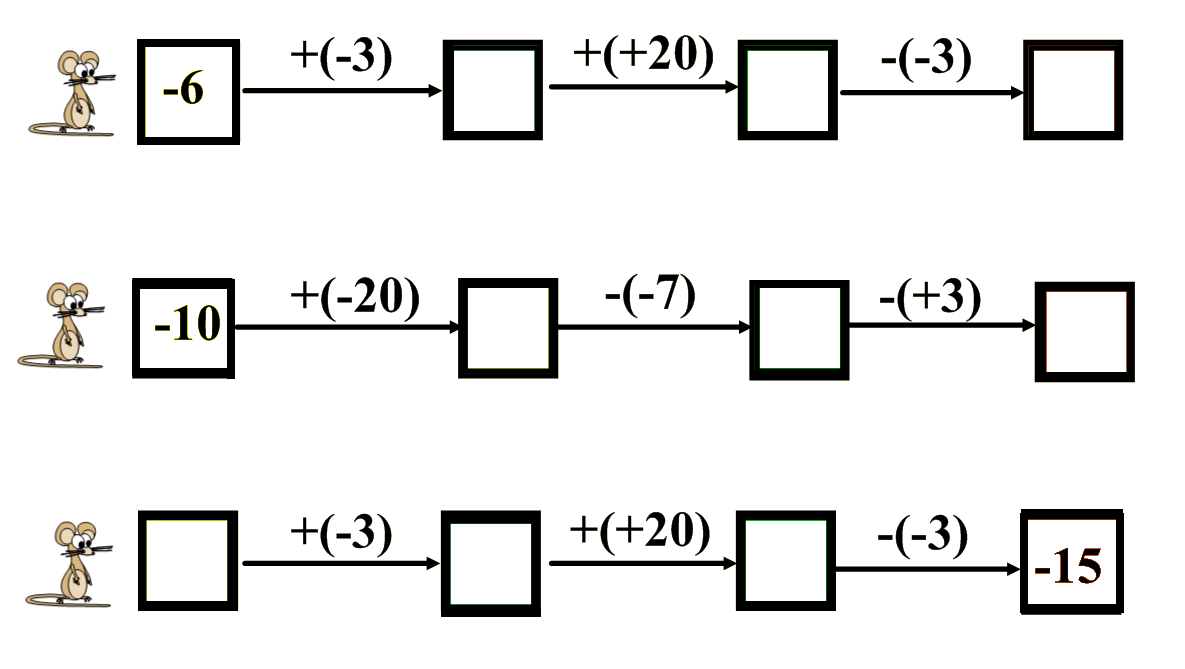 -6 +(-3) +(+20) -(-3)
-10 +(-20) -(-7) -(+3)
+(-3) +(+20) -(-3) -15